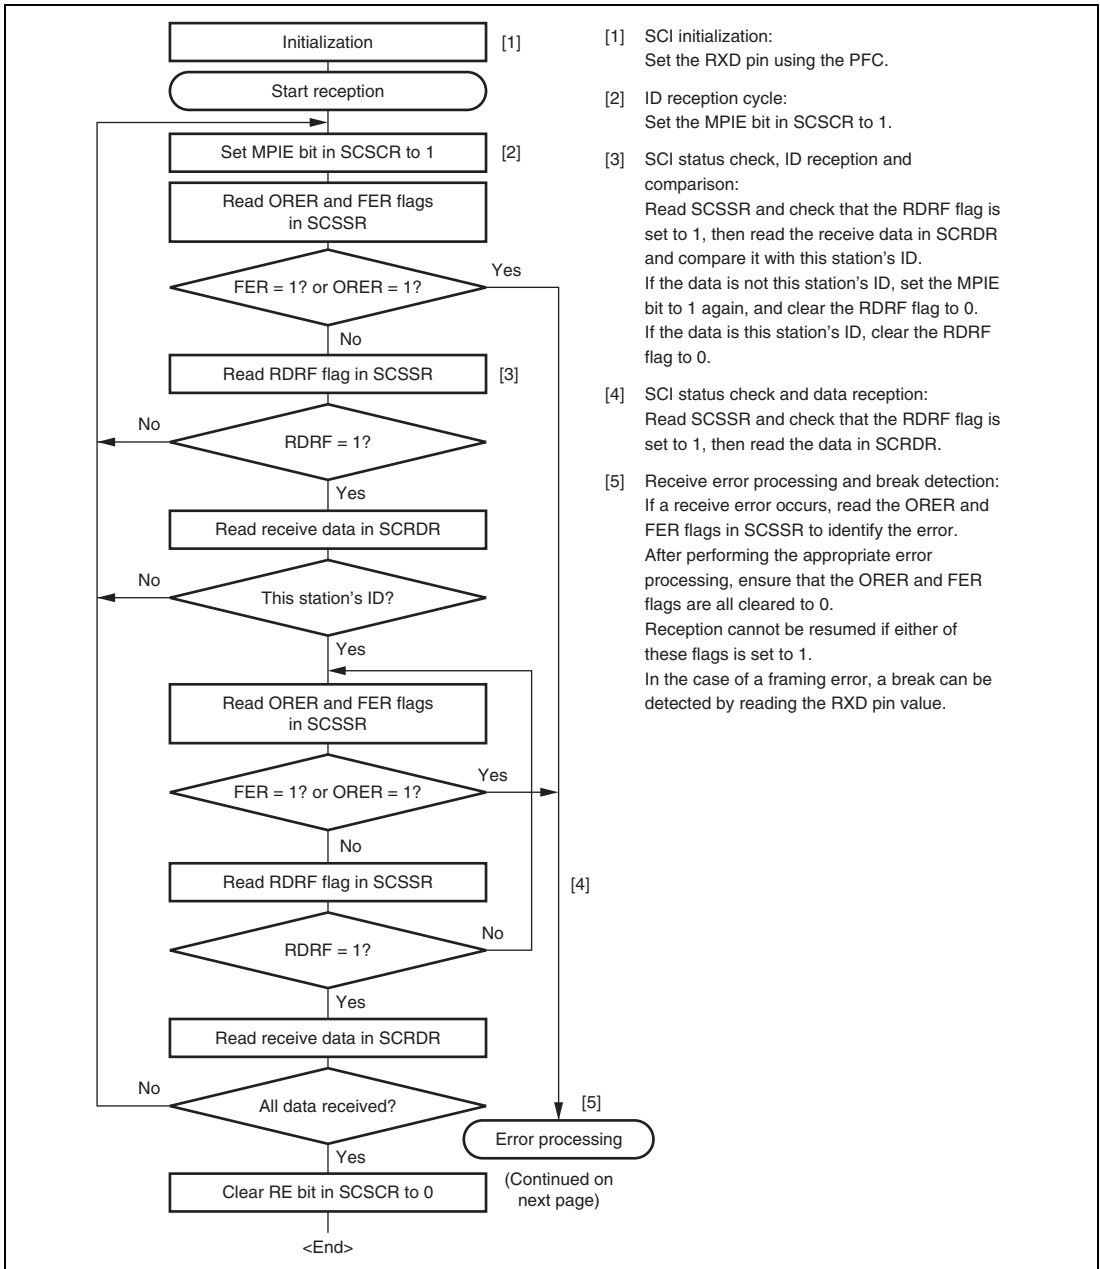 Initialization
[1]
Start reception
Set MPIE bit in SCSCR to 1
[2]
Read ORER and FER flags
in SCSSR
FER = 1? or ORER = 1?
Yes
No
Read RDRF flag in SCSSR
[3]
No
RDRF = 1?
Yes
Read receive data in SCRDR
No
This station's ID?
Yes
Read ORER and FER flags
in SCSSR
FER = 1? or ORER = 1?
Yes
No
Read RDRF flag in SCSSR
[4]
RDRF = 1?
No
Yes
Read receive data in SCRDR
No
All data received?
[5]
Error processing
Yes
(Continued on
next page)
Clear RE bit in SCSCR to 0
<End>
[1] SCI initialization:
Set the RXD pin using the PFC.
[2] ID reception cycle:
Set the MPIE bit in SCSCR to 1.
[3] SCI status check, ID reception and
comparison:
Read SCSSR and check that the RDRF flag is
set to 1, then read the receive data in SCRDR
and compare it with this station's ID.
If the data is not this station's ID, set the MPIE
bit to 1 again, and clear the RDRF flag to 0.
If the data is this station's ID, clear the RDRF
flag to 0.
[4] SCI status check and data reception:
Read SCSSR and check that the RDRF flag is
set to 1, then read the data in SCRDR.
[5] Receive error processing and break detection:
If a receive error occurs, read the ORER and
FER flags in SCSSR to identify the error.
After performing the appropriate error
processing, ensure that the ORER and FER
flags are all cleared to 0.
Reception cannot be resumed if either of
these flags is set to 1.
In the case of a framing error, a break can be
detected by reading the RXD pin value.